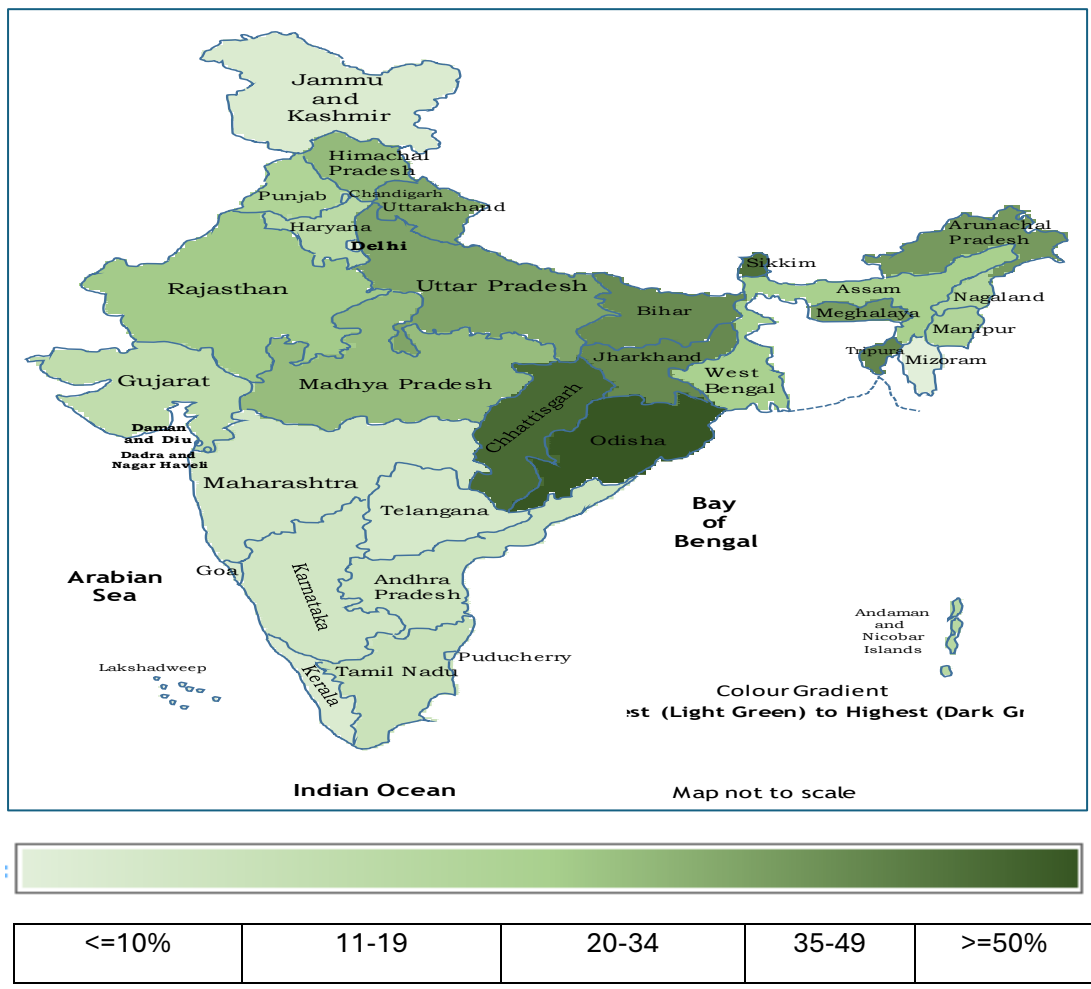 Jammu
and
Kashmir
Himachal
Pradesh
Punjab
Chandigarh
Uttarakhand
Haryana
Delhi
Arunachal
Pradesh
Sikkim
Rajasthan
Uttar Pradesh
Assam
Nagaland
Bihar
Meghalaya
Manipur
Jharkhand
Tripura
Mizoram
Gujarat
Madhya Pradesh
West
Bengal
Chhattisgarh
Daman
and Diu
Dadra and
Nagar Haveli
Odisha
Maharashtra
Telangana
Bay
of
Bengal
Goa
Arabian
Sea
Karnataka
Andhra
Pradesh
Andaman
and
Nicobar
Islands
Lakshadweep
Kerala
Tamil Nadu
Puducherry
Colour Gradient
st (Light Green) to Highest (Dark Gr
Indian Ocean
Map not to scale
:
<=10% 11-19 20-34 35-49 >=50%